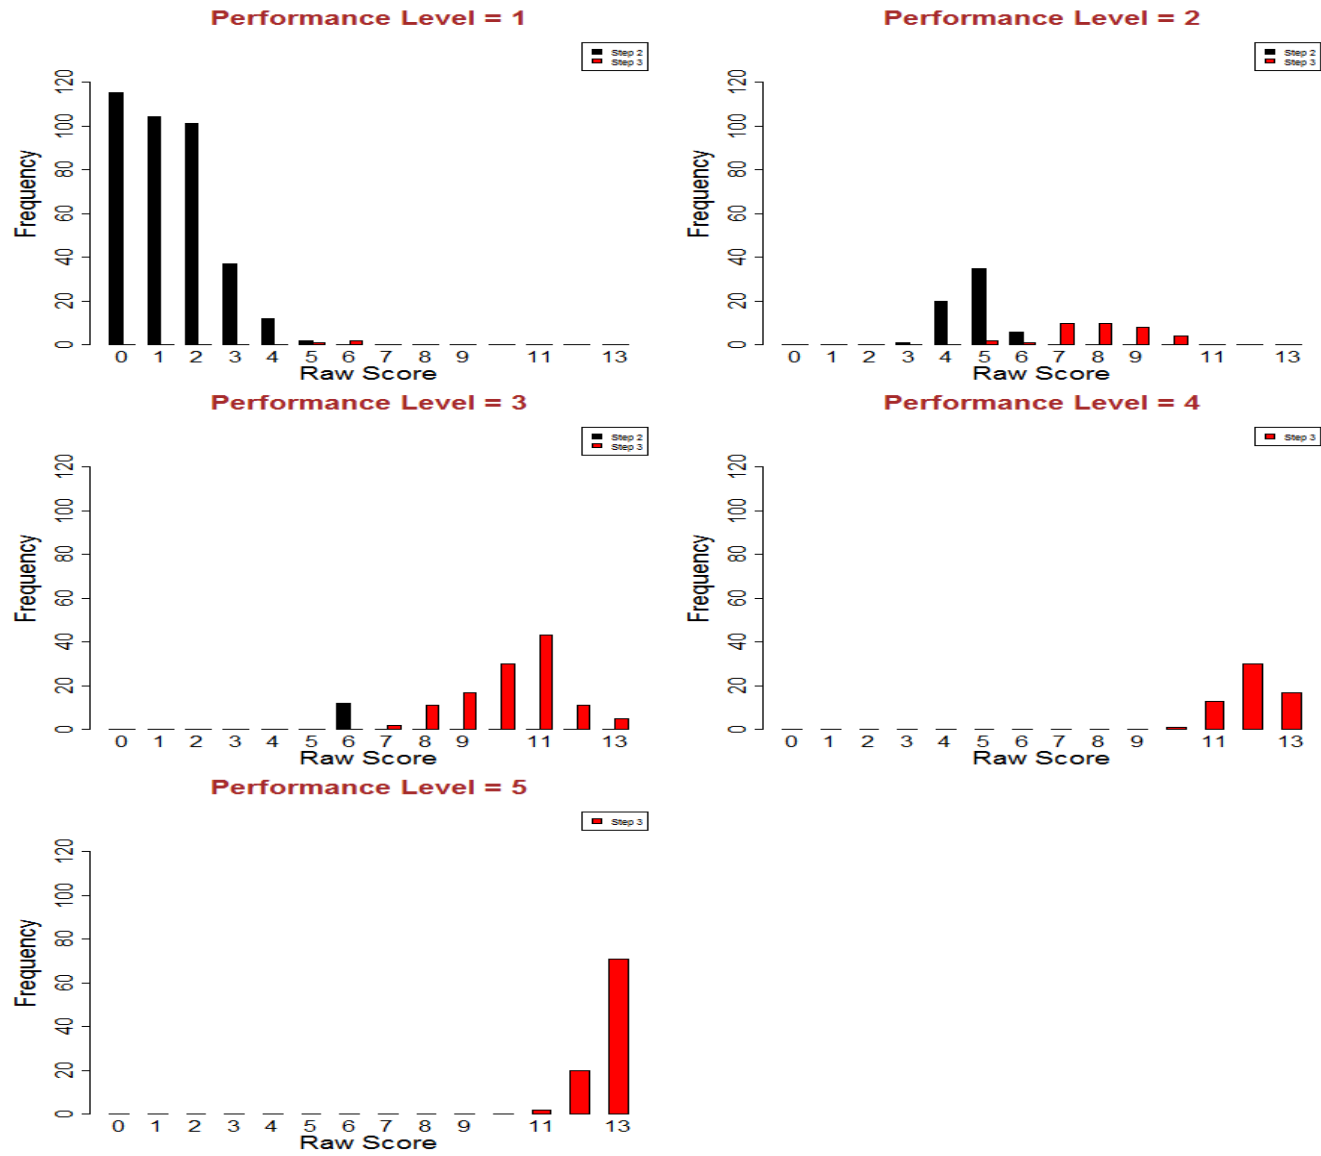 Performance Level = 1
Step 2
Step 3
Frequency
0 20 40 60 80 100 120
0 1 2 3 4 5 6 7 8 9 11 13
Raw Score
Performance Level = 2
Step 2
Step 3
Frequency
0 20 40 60 80 100 120
0 1 2 3 4 5 6 7 8 9 11 13
Raw Score
Performance Level = 3
Step 2
Step 3
Frequency
0 20 40 60 80 100 120
0 1 2 3 4 5 6 7 8 9 11 13
Raw Score
Performance Level = 4
Step 3
Frequency
0 20 40 60 80 100 120
0 1 2 3 4 5 6 7 8 9 11 13
Raw Score
Performance Level = 5
Step 3
Frequency
0 20 40 60 80 100 120
0 1 2 3 4 5 6 7 8 9 11 13
Raw Score